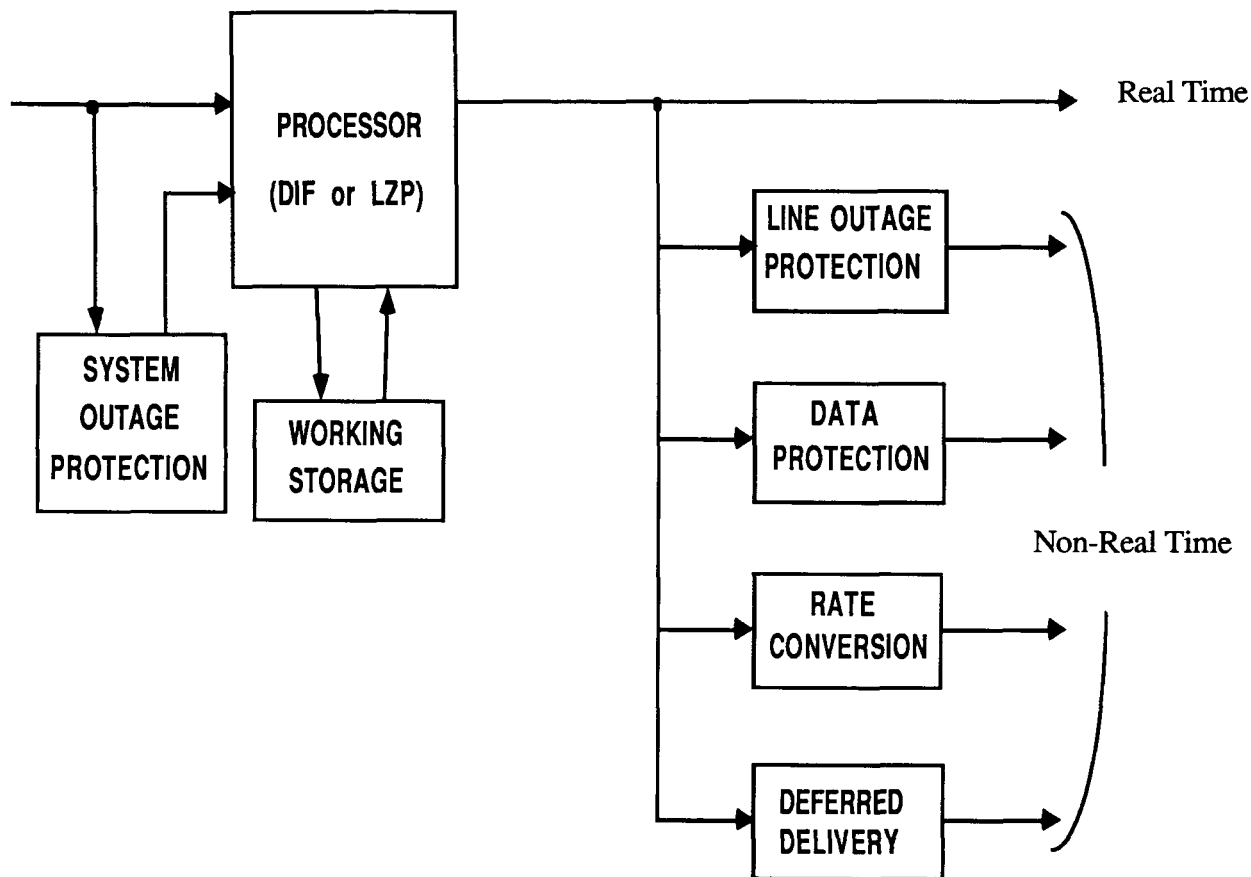 Real Time
PROCESSOR
(DIF or LZP)
LINE OUTAGE
PROTECTION
SYSTEM
OUTAGE
PROTECTION
WORKING
STORAGE
DATA
PROTECTION
Non-Real Time
RATE
CONVERSION
DEFERRED
DELIVERY